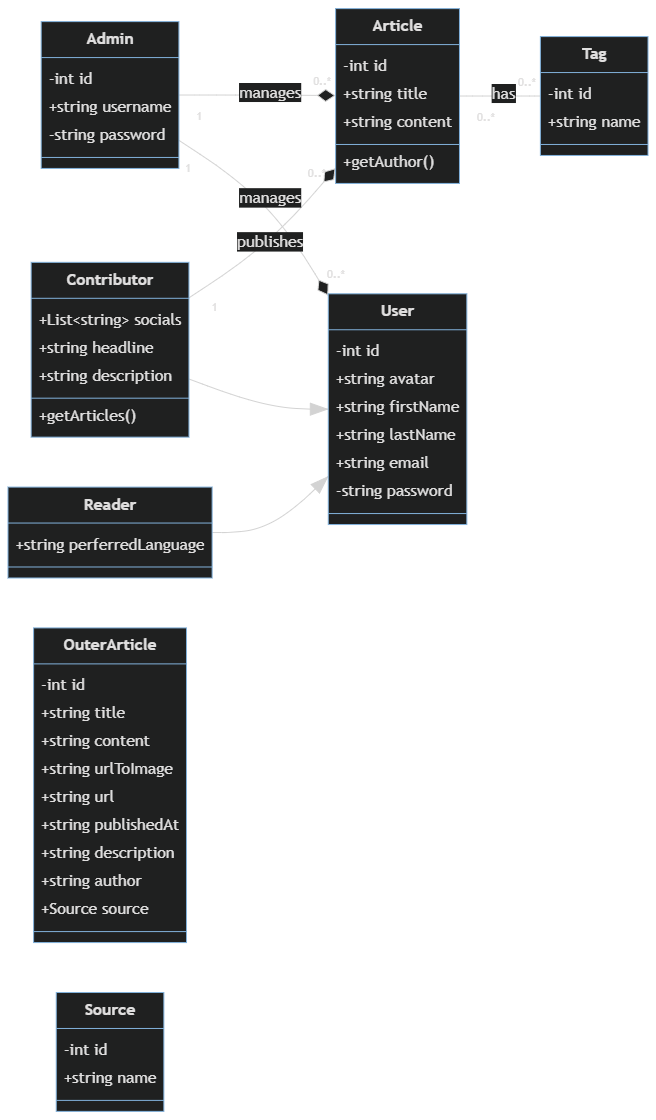 Admin
-int id
+string username
-string password
manages
1
0..*
Article
-int id
+string title
+string content
+getAuthor()
has
0..*
0..*
Tag
-int id
+string name
manages
1
0..*
publishes
1
0..*
Contributor
+List<string> socials
+string headline
+string description
+getArticles()
User
-int id
+string avatar
+string firstName
+string lastName
+string email
-string password
Reader
+string perferredLanguage
OuterArticle
-int id
+string title
+string content
+string urlToImage
+string url
+string publishedAt
+string description
+string author
+Source source
Source
-int id
+string name